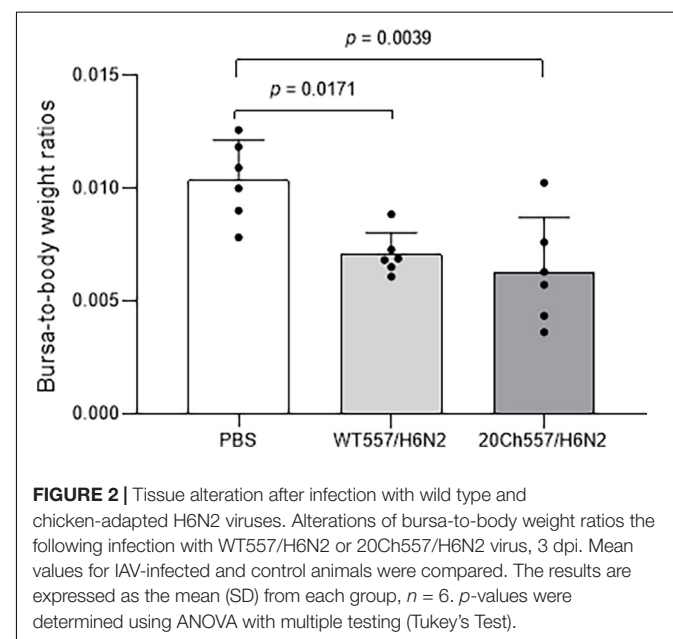 p = 0.0039
0.015
p = 0.0171
0.010
0.005
0.000
Bursa-to-body weight ratios
PBS
WT557/H6N2
20Ch557/H6N2
FIGURE 2 | Tissue alteration after infection with wild type and
chicken-adapted H6N2 viruses. Alterations of bursa-to-body weight ratios the
following infection with WT557/H6N2 or 20Ch557/H6N2 virus, 3 dpi. Mean
values for IAV-infected and control animals were compared. The results are
expressed as the mean (SD) from each group, n = 6. p-values were
determined using ANOVA with multiple testing (Tukey's Test).